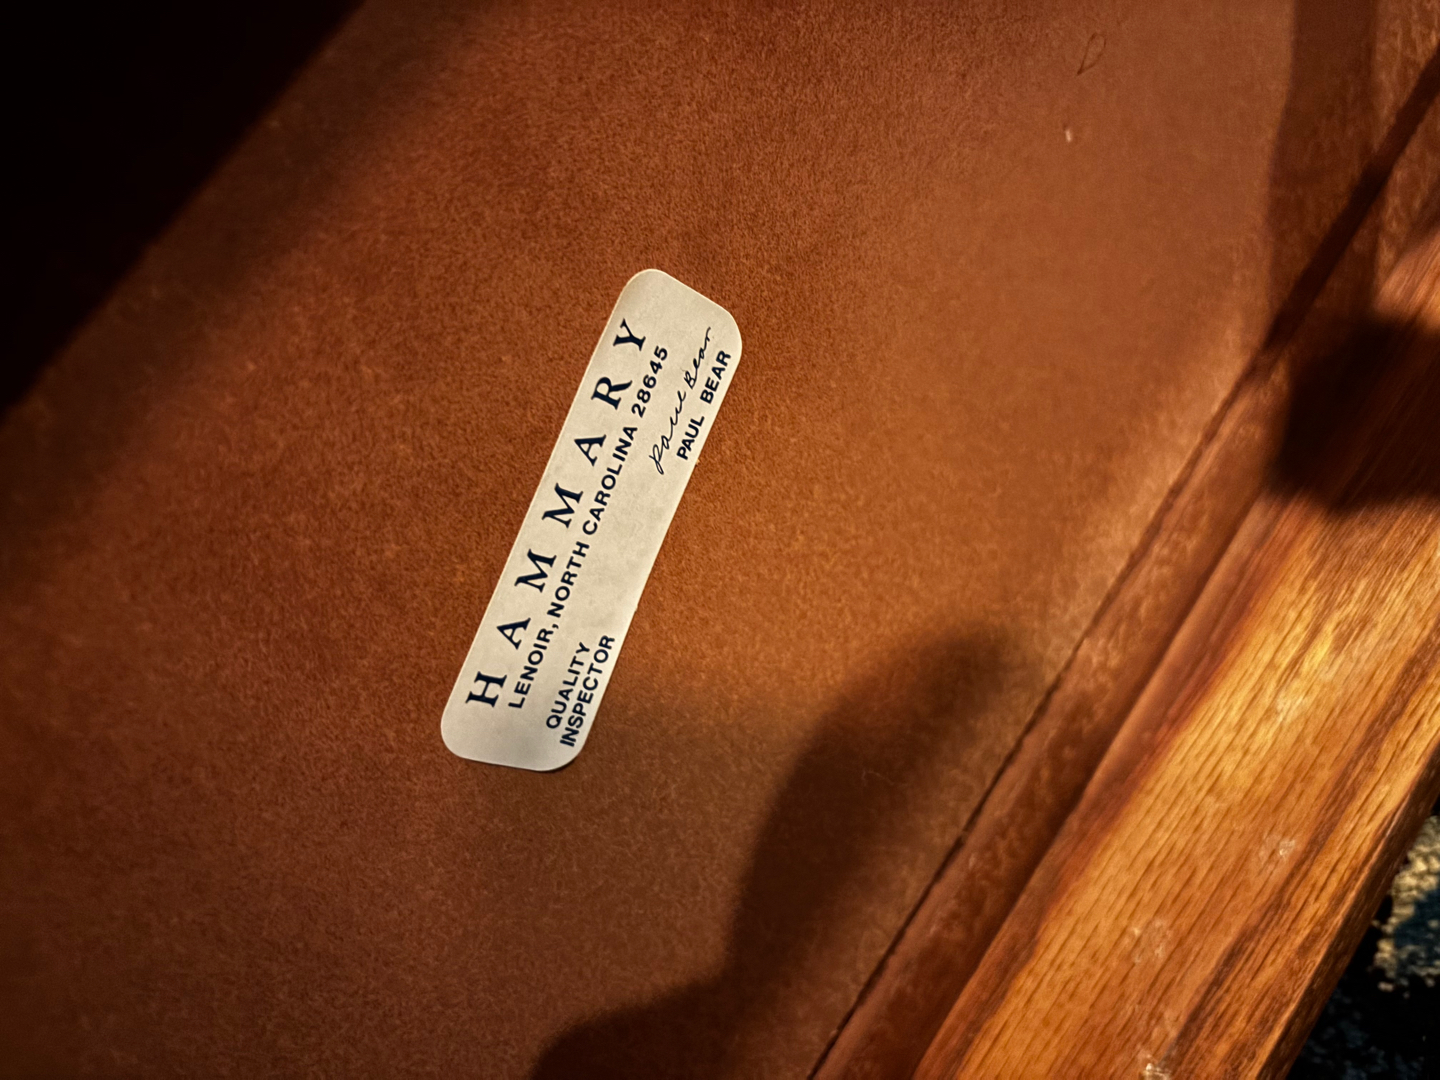 HAMMARY
LENOIR, NORTH CAROLINA 28645
Paul Bear
QUALITY
INSPECTOR
PAUL BEAR